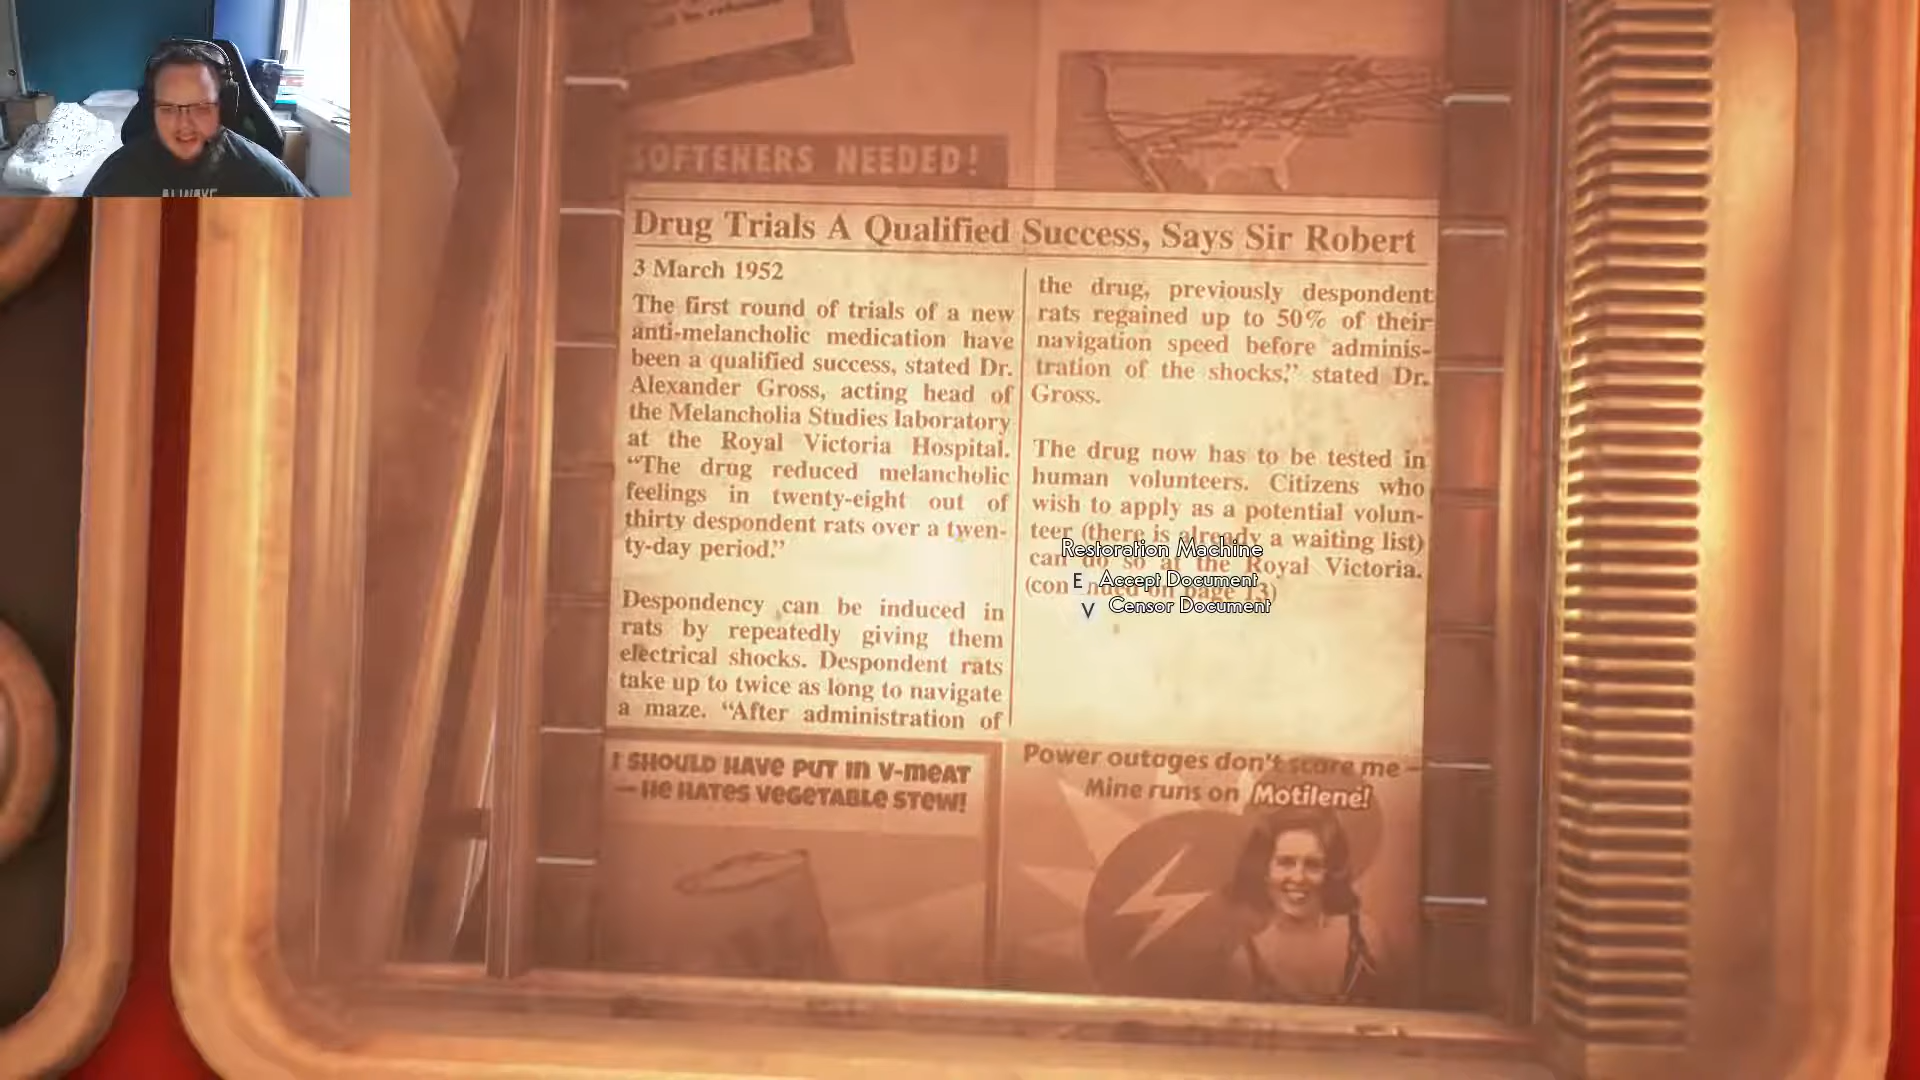 be released
SOFTENERS NEEDED!
Drug Trials A Qualified Success, Says Sir Robert
3 March 1952
The first round of trials of a new
anti-melancholic medication have
been a qualified success, stated Dr.
Alexander Gross, acting head of
the Melancholia Studies laboratory
at the Royal Victoria Hospital.
“The drug reduced melancholic
feelings in twenty-eight out of
thirty despondent rats over a twen-
ty-day period.”
Despondency can be induced in
rats by repeatedly giving them
electrical shocks. Despondent rats
take up to twice as long to navigate
a maze. “After administration of
the drug, previously despondent
rats regained up to 50% of their
navigation speed before adminis-
tration of the shocks,” stated Dr.
Gross.
The drug now has to be tested in
human volunteers. Citizens who
wish to apply as a potential volun-
teer (there is already a waiting list)
can do so at the Royal Victoria.
(continued on page 13)
Restoration Machine
E Accept Document
V Censor Document
I SHOULD HAVE PUT IN V-MEAT
— HE HATES VEGETABLE STEW!
Power outages don't scare me –
Mine runs on Motilene!